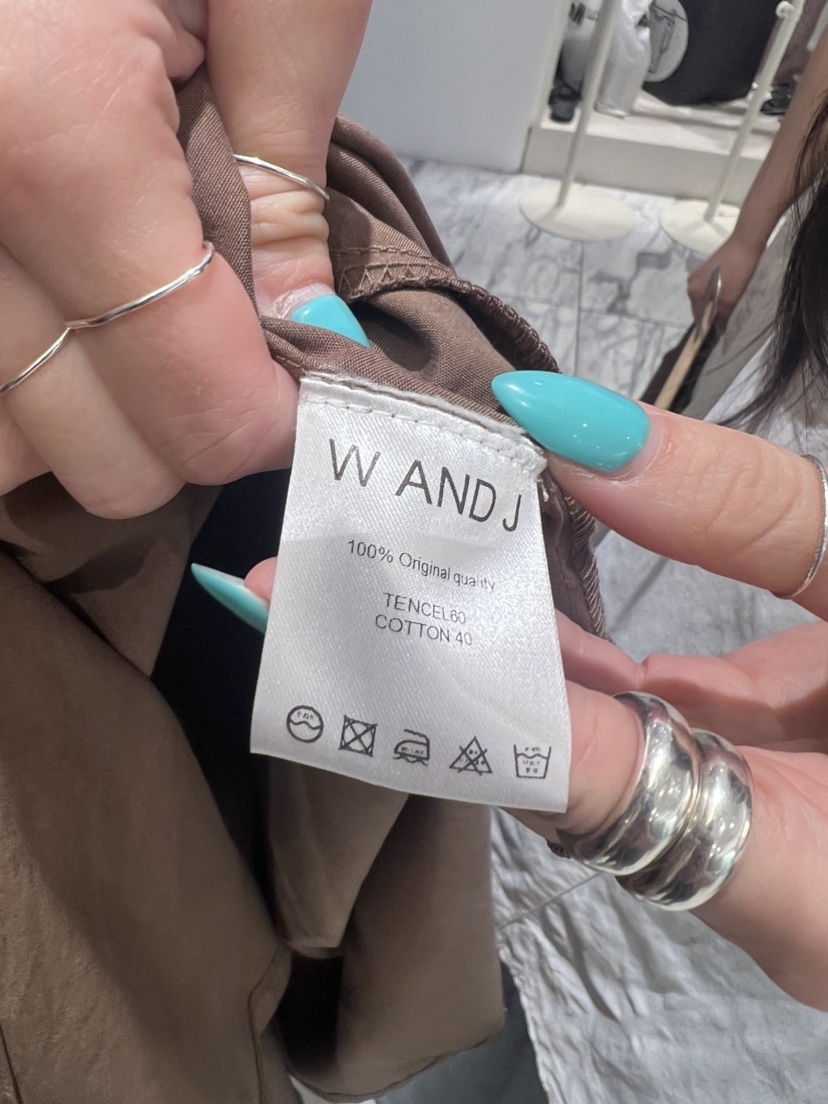 W AND J
100% Original quality
TENCEL60
COTTON 40